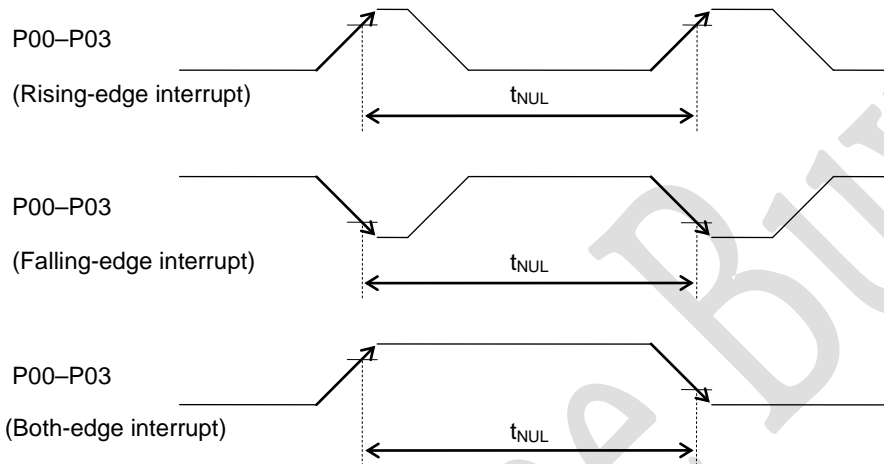 P00–P03
(Rising-edge interrupt)
tNUL
P00–P03
(Falling-edge interrupt)
tNUL
P00–P03
(Both-edge interrupt)
tNUL